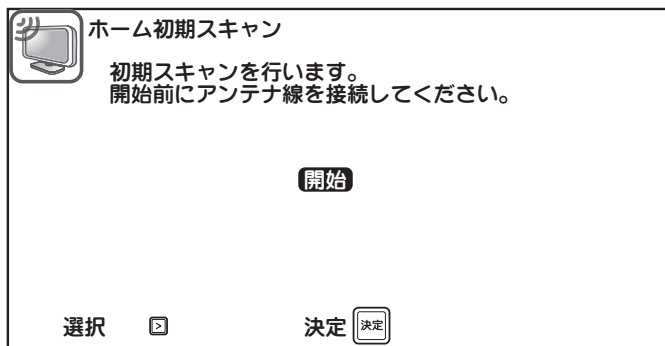 ホーム初期スキャン
初期スキャンを行います。
開始前にアンテナ線を接続してください。
開始
選択 決定 決定